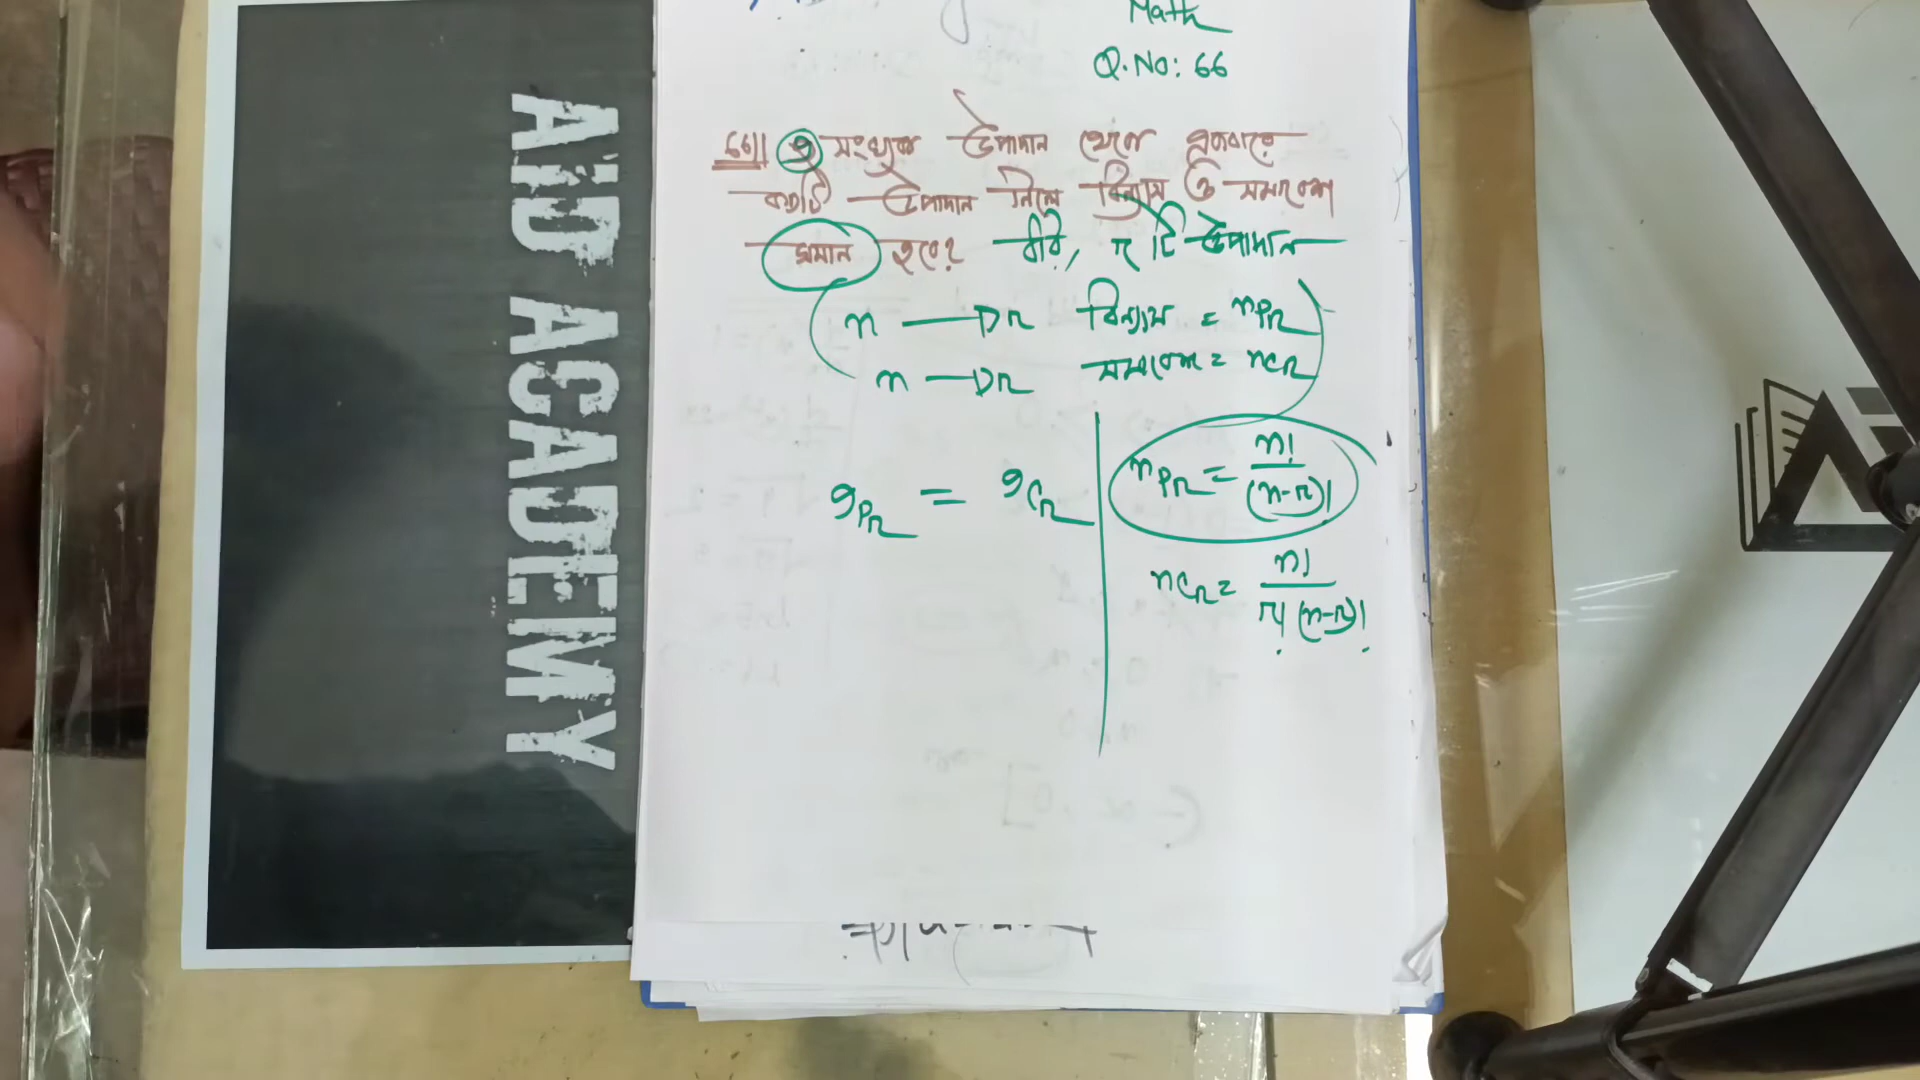 Math
Q.No: 66
66|| 9 সংখ্যক উপাদান থেকে একবারে
কয়টি উপাদান নিলে বিন্যাস ও সমাবেশ
সমান হবে? ধরি, r টি উপাদান
n → r বিন্যাস = nPr
n → r সমাবেশ = nCr
9Pr = 9Cr
nPr = n! / (n-r)!
nCr = n! / r! (n-r)!
AID ACADEMY